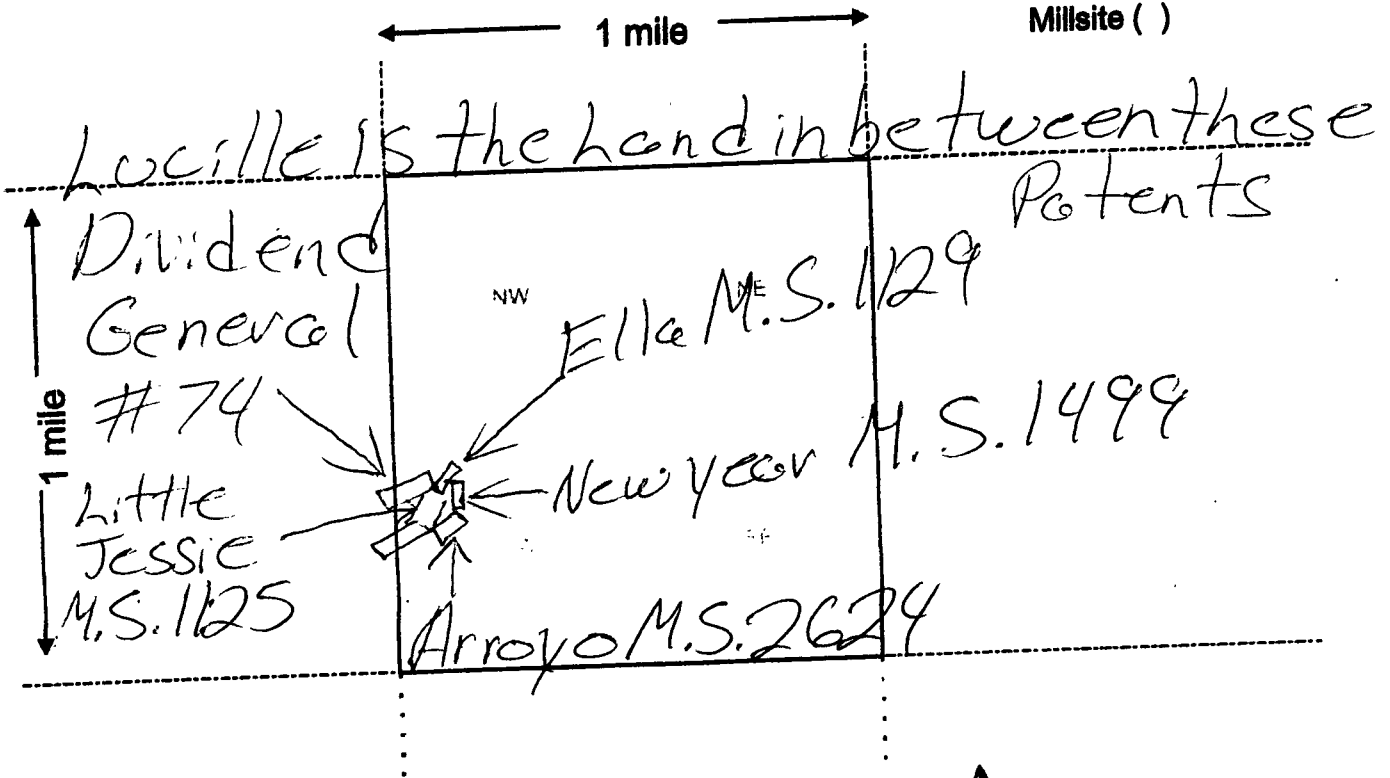 1 mile
Millsite ( )
Lucille is the Land in between these
Patents
Dividend
General
#74
NW
NE
Ella M.S. 1129
1 mile
New year M.S. 1499
Little
Jessie
M.S. 1125
Arroyo M.S. 2624